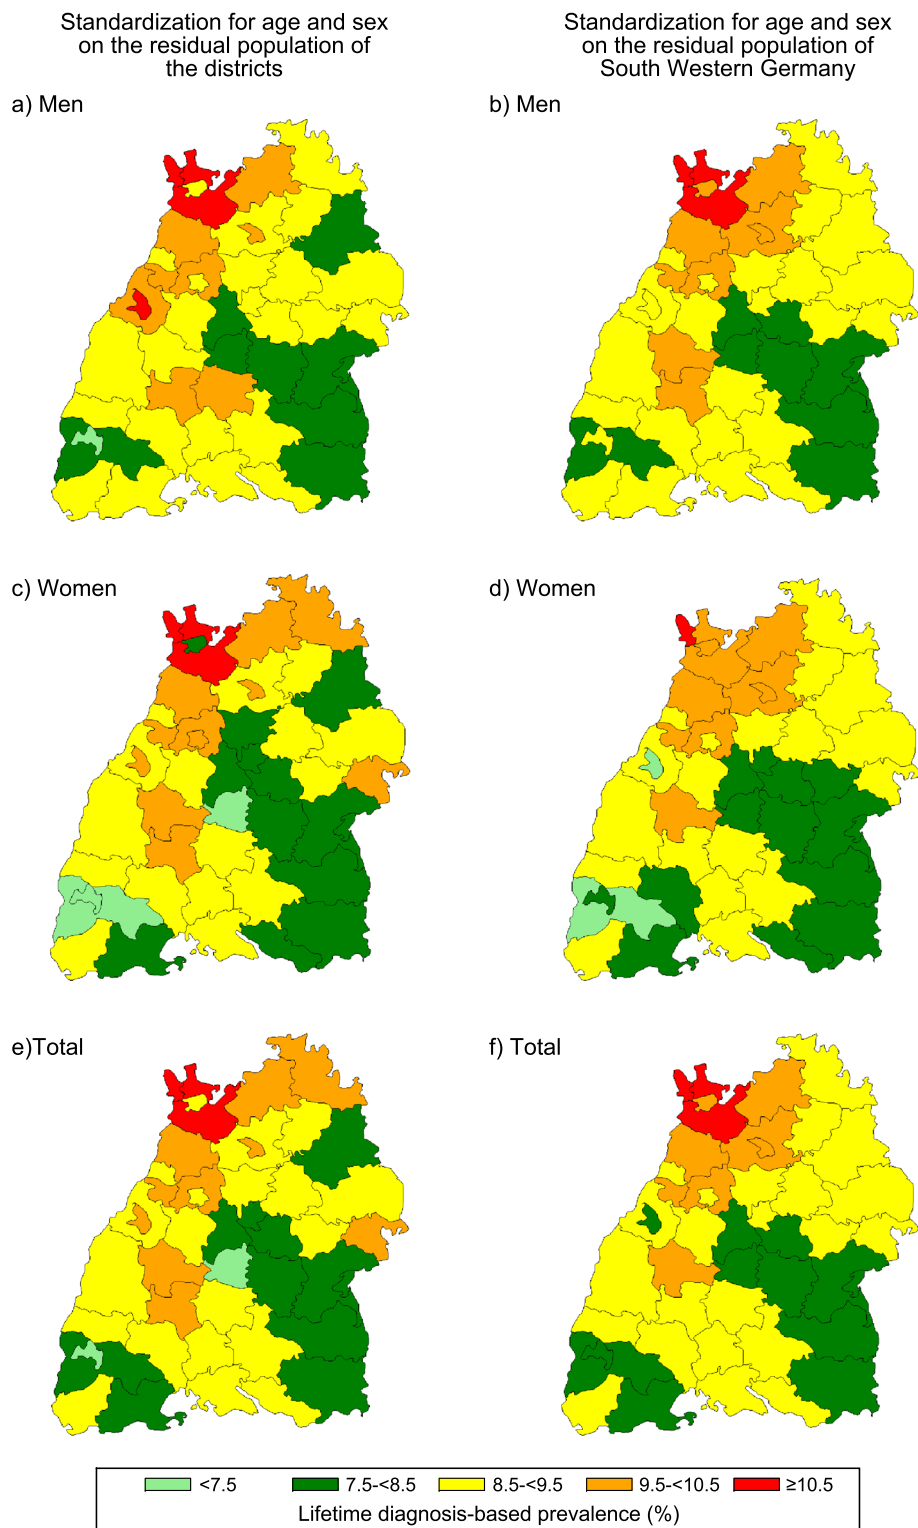 Standardization for age and sex
on the residual population of
the districts
Standardization for age and sex
on the residual population of
South Western Germany
a) Men
b) Men
c) Women
d) Women
e)Total
f) Total
<7.5
7.5-<8.5
8.5-<9.5
9.5-<10.5
≥10.5
Lifetime diagnosis-based prevalence (%)